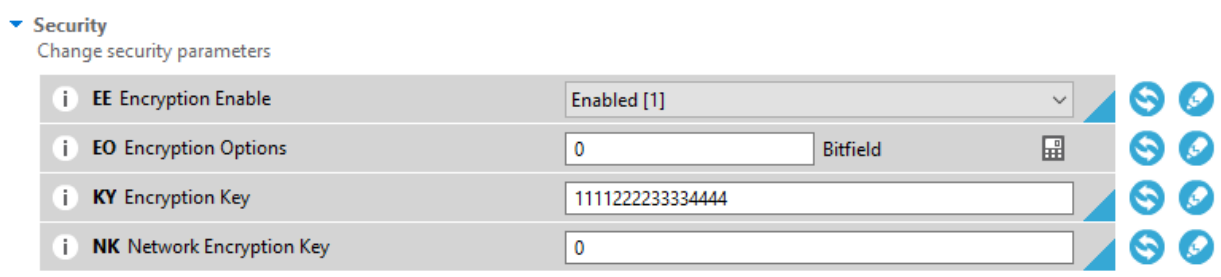 Security
Change security parameters
i EE Encryption Enable Enabled [1]
i EO Encryption Options 0 Bitfield
i KY Encryption Key 1111222233334444
i NK Network Encryption Key 0